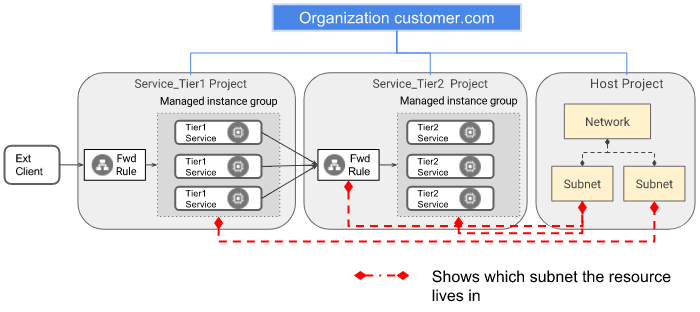 Organization customer.com
Service_Tier1 Project
Service_Tier2 Project
Host Project
Managed instance group
Managed instance group
Ext
Client
Fwd
Rule
Tier1
Service
Tier1
Service
Tier1
Service
Fwd
Rule
Tier2
Service
Tier2
Service
Tier2
Service
Network
Subnet
Subnet
Shows which subnet the resource
lives in